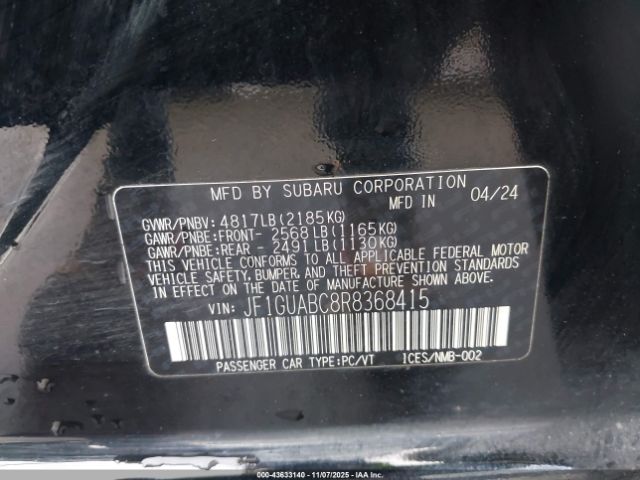 MFD BY SUBARU CORPORATION
MFD IN 04/24
GVWR/PNBV: 4817LB(2185KG)
GAWR/PNBE:FRONT- 2568LB(1165KG)
GAWR/PNBE:REAR - 2491LB(1130KG)
THIS VEHICLE CONFORMS TO ALL APPLICABLE FEDERAL MOTOR
VEHICLE SAFETY, BUMPER, AND THEFT PREVENTION STANDARDS
IN EFFECT ON THE DATE OF MANUFACTURE SHOWN ABOVE.
VIN: JF1GUABC8R8368415
PASSENGER CAR TYPE:PC/VT ICES/NMB-002
000-43633140 - 11/07/2025 - IAA Inc.